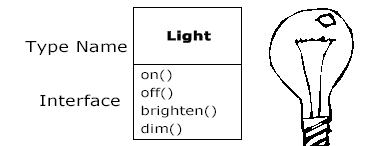 Type Name
Light
Interface
on()
off()
brighten()
dim()